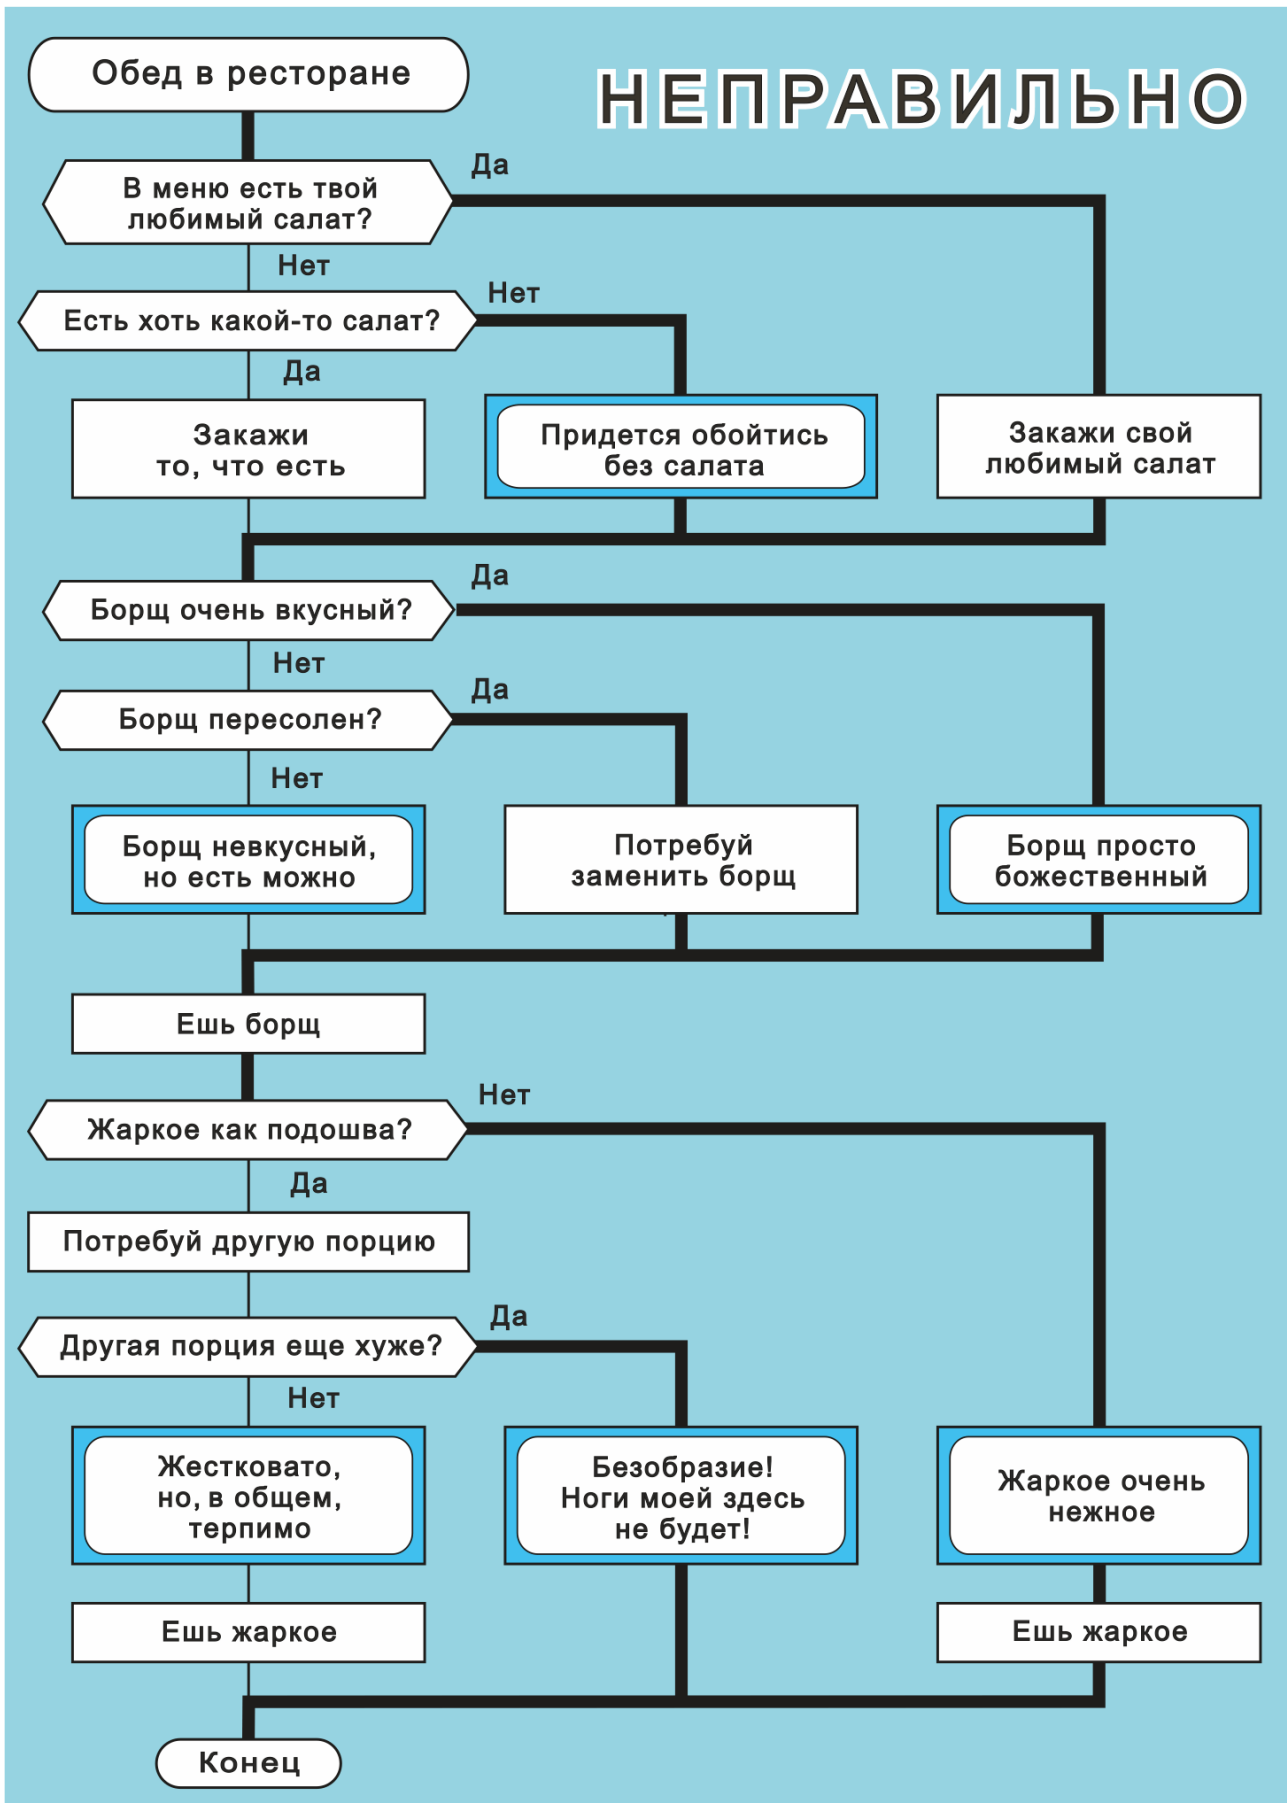 Обед в ресторане
НЕПРАВИЛЬНО
В меню есть твой
любимый салат?
Да
Нет
Есть хоть какой-то салат?
Нет
Да
Закажи
то, что есть
Придется обойтись
без салата
Закажи свой
любимый салат
Борщ очень вкусный?
Да
Нет
Борщ пересолен?
Да
Нет
Борщ невкусный,
но есть можно
Потребуй
заменить борщ
Борщ просто
божественный
Ешь борщ
Жаркое как подошва?
Нет
Да
Потребуй другую порцию
Другая порция еще хуже?
Да
Нет
Жестковато,
но, в общем,
терпимо
Безобразие!
Ноги моей здесь
не будет!
Жаркое очень
нежное
Ешь жаркое
Ешь жаркое
Конец